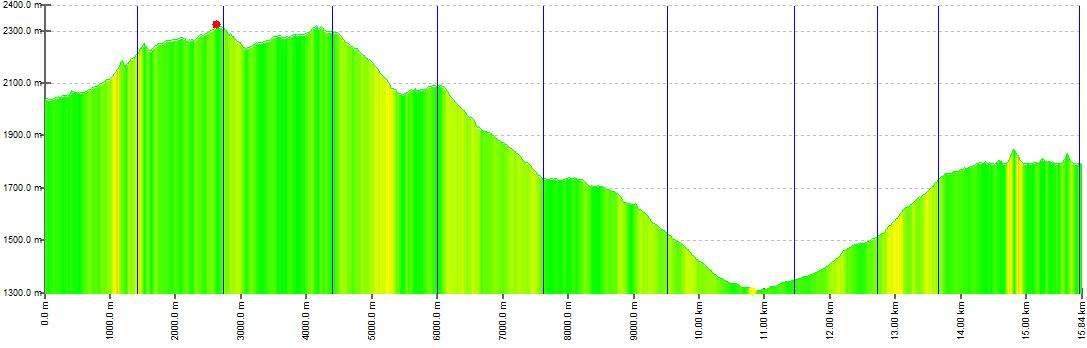 2400.0 m
2300.0 m
2100.0 m
1900.0 m
1700.0 m
1500.0 m
1300.0 m
0.0 m
1000.0 m
2000.0 m
3000.0 m
4000.0 m
5000.0 m
6000.0 m
7000.0 m
8000.0 m
9000.0 m
10.00 km
11.00 km
12.00 km
13.00 km
14.00 km
15.00 km
15.84 km